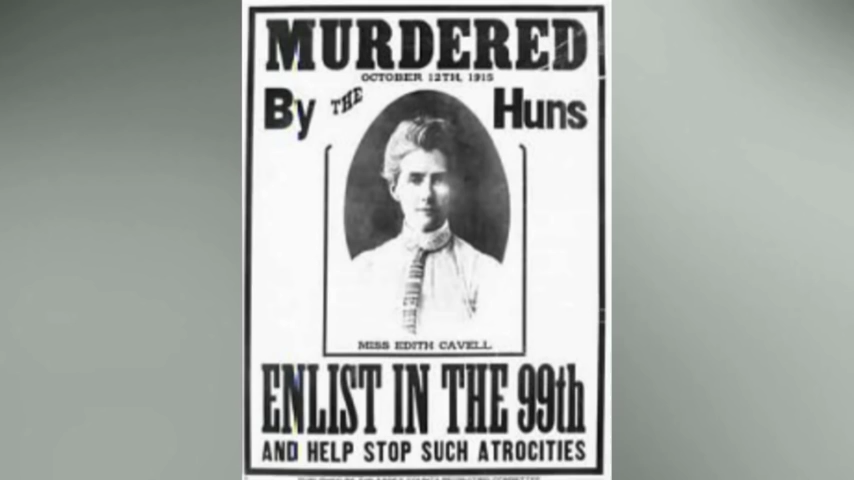 MURDERED
OCTOBER 12TH, 1915
By THE Huns
MISS EDITH CAVELL
ENLIST IN THE 99th
AND HELP STOP SUCH ATROCITIES